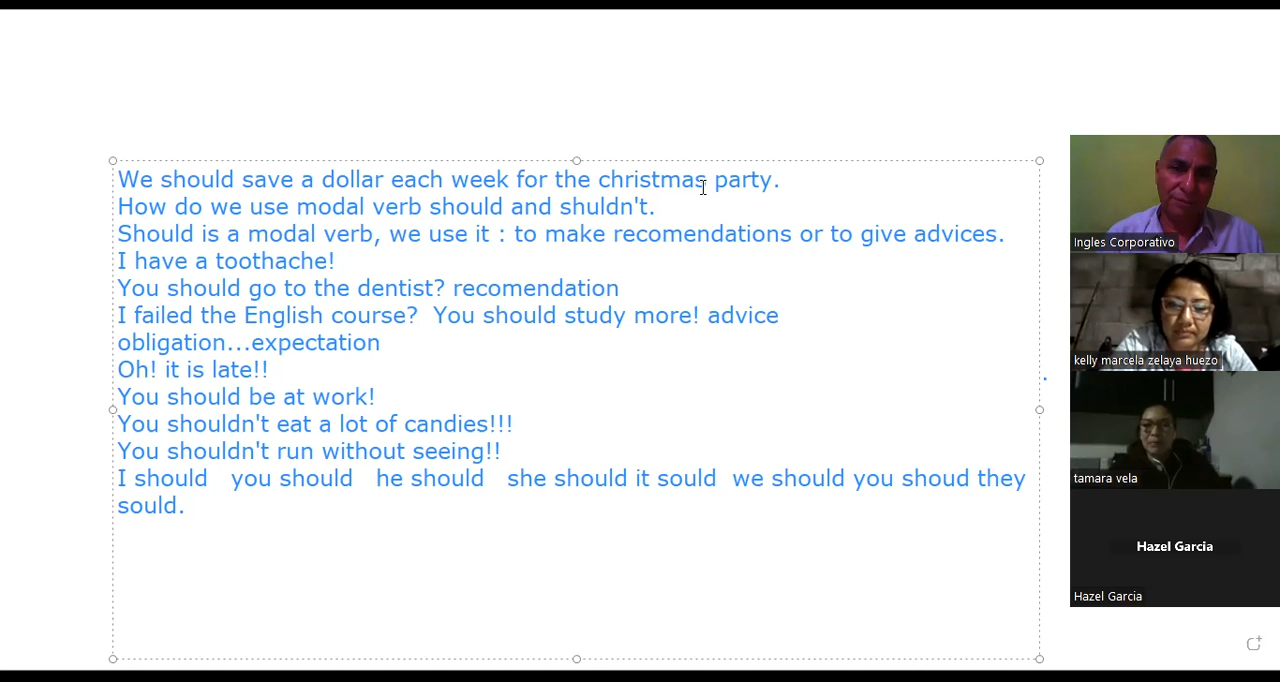 We should save a dollar each week for the christmas party.
How do we use modal verb should and shuldn't.
Should is a modal verb, we use it : to make recomendations or to give advices.
I have a toothache!
You should go to the dentist? recomendation
I failed the English course?  You should study more! advice
obligation...expectation
Oh! it is late!!
You should be at work!
You shouldn't eat a lot of candies!!!
You shouldn't run without seeing!!
I should   you should   he should   she should it sould  we should you shoud they
sould.
.
Ingles Corporativo
kelly marcela zelaya huezo
tamara vela
Hazel Garcia
Hazel Garcia